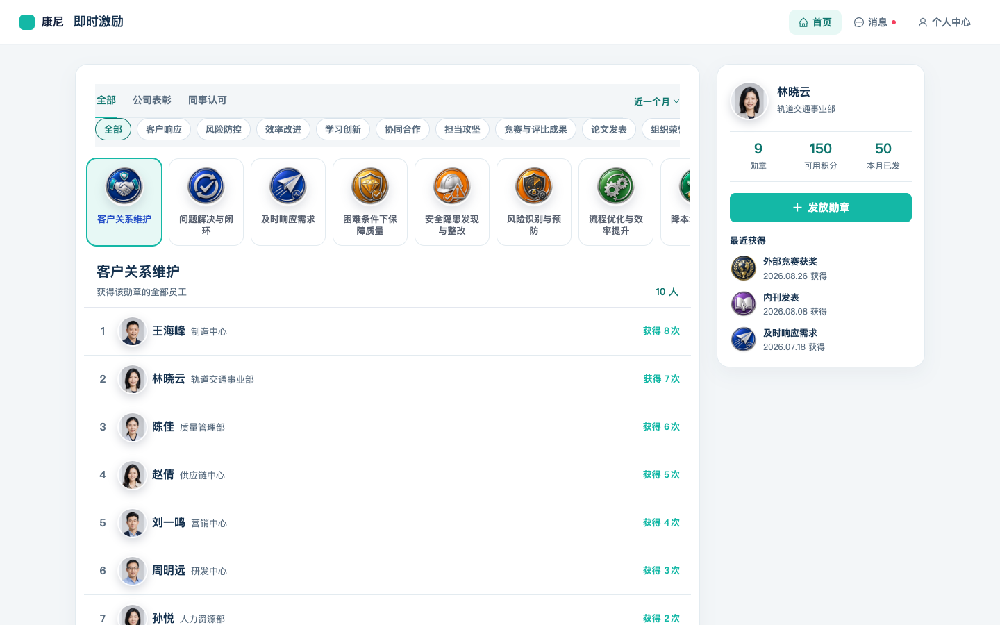 康尼 即时激励
首页
消息
个人中心
全部 公司表彰 同事认可
近一个月
全部 客户响应 风险防控 效率改进 学习创新 协同合作 担当攻坚 竞赛与评比成果 论文发表 组织荣
客户关系维护
问题解决与闭
环
及时响应需求
困难条件下保
障质量
安全隐患发现
与整改
风险识别与预
防
流程优化与效
率提升
降本
客户关系维护
获得该勋章的全部员工
10 人
1 王海峰 制造中心 获得 8次
2 林晓云 轨道交通事业部 获得 7次
3 陈佳 质量管理部 获得 6次
4 赵倩 供应链中心 获得 5次
5 刘一鸣 营销中心 获得 4次
6 周明远 研发中心 获得 3次
7 孙悦 人力资源部 获得 2次
林晓云
轨道交通事业部
9 150 50
勋章 可用积分 本月已发
发放勋章
最近获得
外部竞赛获奖
2026.08.26 获得
内刊发表
2026.08.08 获得
及时响应需求
2026.07.18 获得